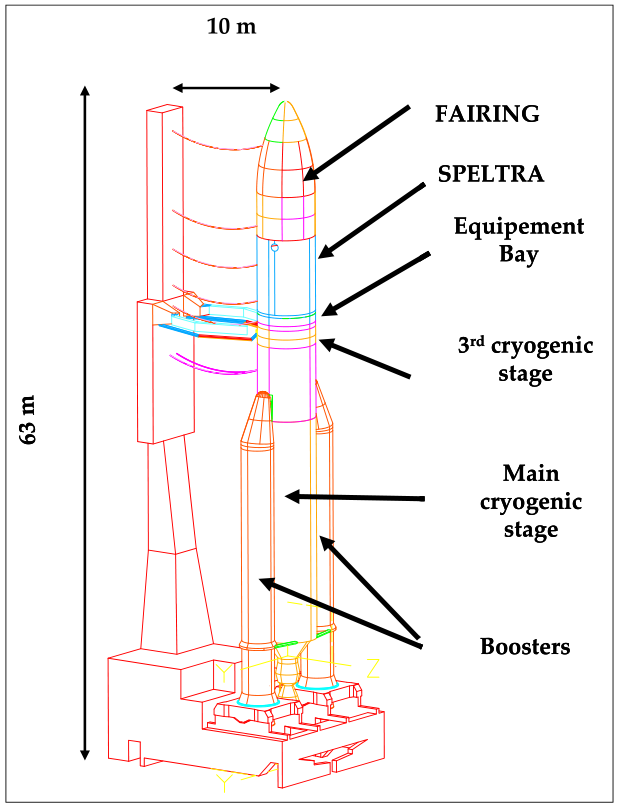 10 m
FAIRING
SPELTRA
Equipement
Bay
3rd cryogenic
stage
63 m
Main
cryogenic
stage
Boosters
Y
Z
Y